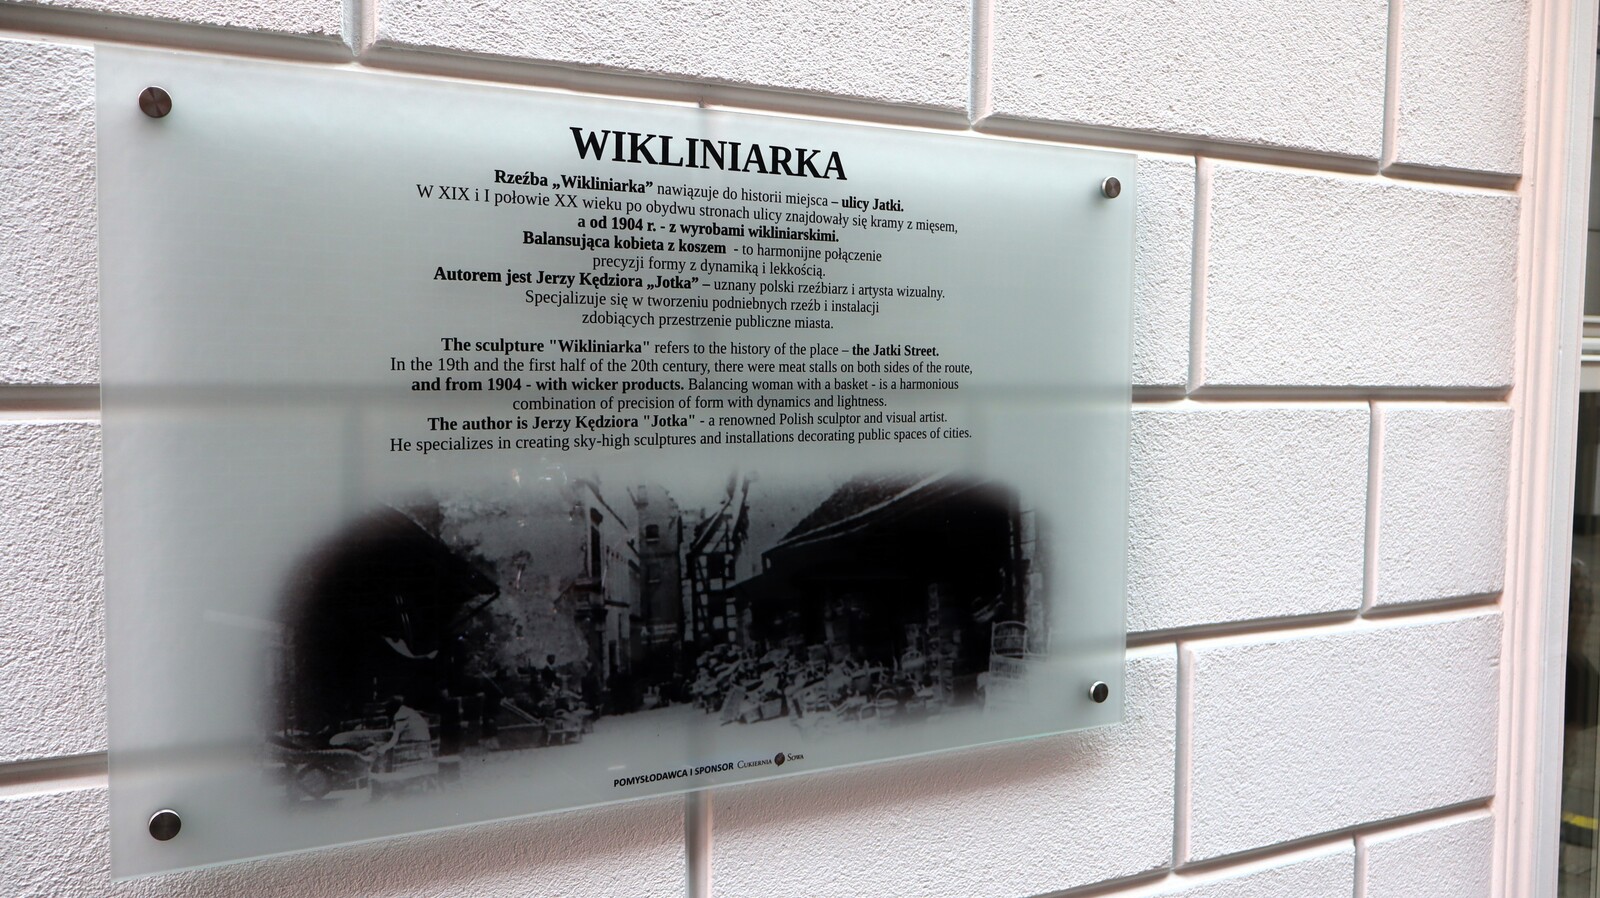 WIKLINIARKA
Rzeźba „Wikliniarka” nawiązuje do historii miejsca – ulicy Jatki.
W XIX i I połowie XX wieku po obydwu stronach ulicy znajdowały się kramy z mięsem,
a od 1904 r. - z wyrobami wikliniarskimi.
Balansująca kobieta z koszem - to harmonijne połączenie
precyzji formy z dynamiką i lekkością.
Autorem jest Jerzy Kędziora „Jotka” – uznany polski rzeźbiarz i artysta wizualny.
Specjalizuje się w tworzeniu podniebnych rzeźb i instalacji
zdobiących przestrzenie publiczne miasta.
The sculpture "Wikliniarka" refers to the history of the place – the Jatki Street.
In the 19th and the first half of the 20th century, there were meat stalls on both sides of the route,
and from 1904 - with wicker products. Balancing woman with a basket - is a harmonious
combination of precision of form with dynamics and lightness.
The author is Jerzy Kędziora "Jotka" - a renowned Polish sculptor and visual artist.
He specializes in creating sky-high sculptures and installations decorating public spaces of cities.
POMYSŁODAWCA I SPONSOR CUKIERNIA SOWA